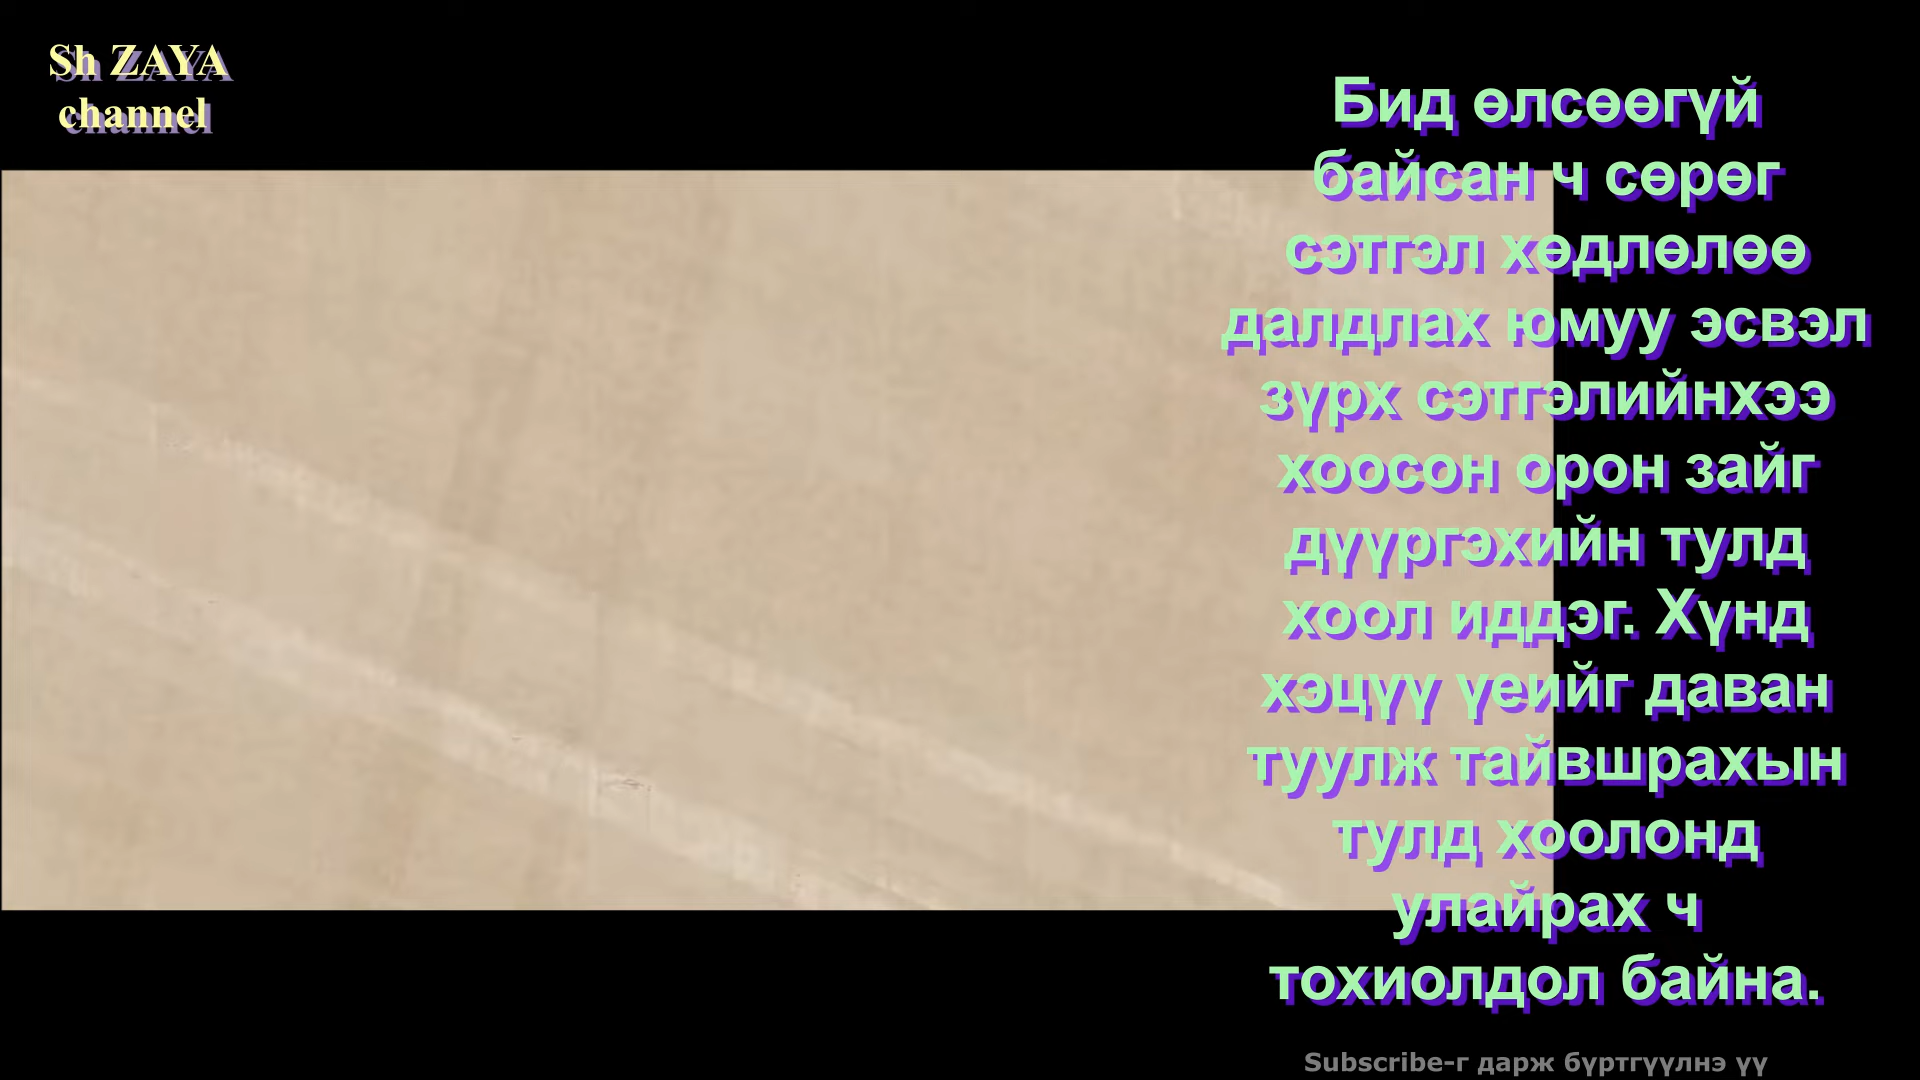 Sh ZAYA
channel
Бид өлсөөгүй
байсан ч сөрөг
сэтгэл хөдлөлөө
далдлах юмуу эсвэл
зүрх сэтгэлийнхээ
хоосон орон зайг
дүүргэхийн тулд
хоол иддэг. Хүнд
хэцүү үеийг даван
туулж тайвшрахын
тулд хоолонд
улайрах ч
тохиолдол байна.
Subscribe-г дарж бүртгүүлнэ үү